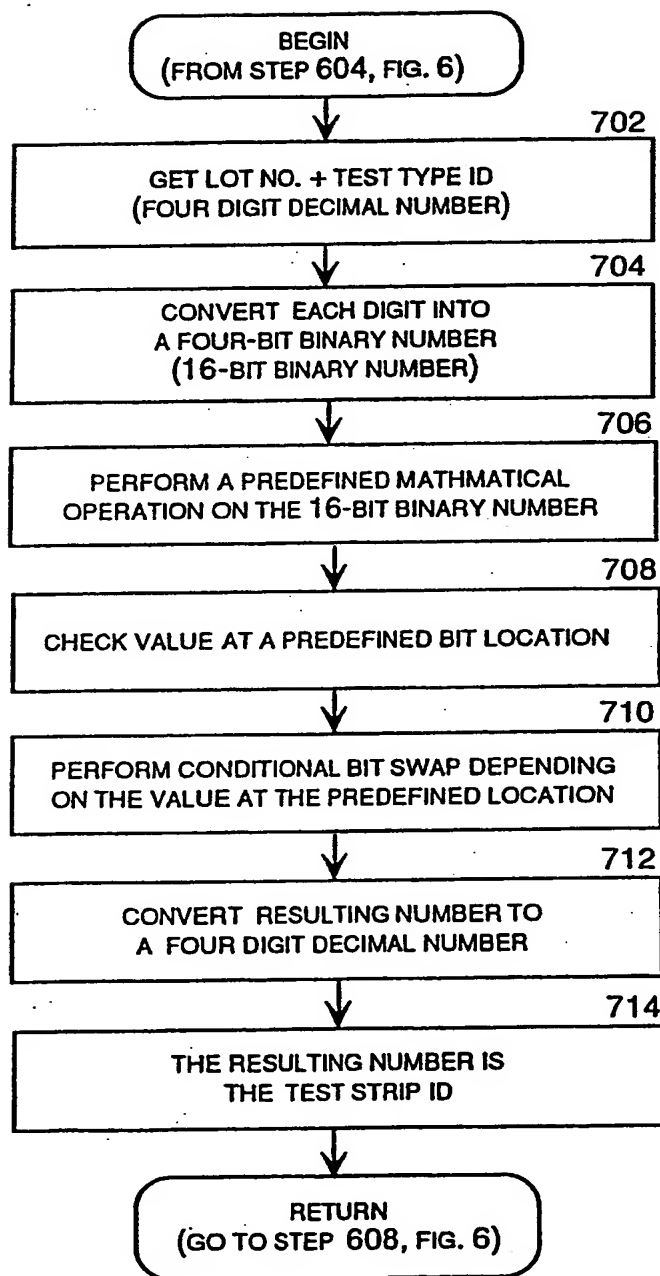 BEGIN
(FROM STEP 604, FIG. 6)
702
GET LOT NO. + TEST TYPE ID
(FOUR DIGIT DECIMAL NUMBER)
704
CONVERT EACH DIGIT INTO
A FOUR-BIT BINARY NUMBER
(16-BIT BINARY NUMBER)
706
PERFORM A PREDEFINED MATHMATICAL
OPERATION ON THE 16-BIT BINARY NUMBER
708
CHECK VALUE AT A PREDEFINED BIT LOCATION
710
PERFORM CONDITIONAL BIT SWAP DEPENDING
ON THE VALUE AT THE PREDEFINED LOCATION
712
CONVERT RESULTING NUMBER TO
A FOUR DIGIT DECIMAL NUMBER
714
THE RESULTING NUMBER IS
THE TEST STRIP ID
RETURN
(GO TO STEP 608, FIG. 6)